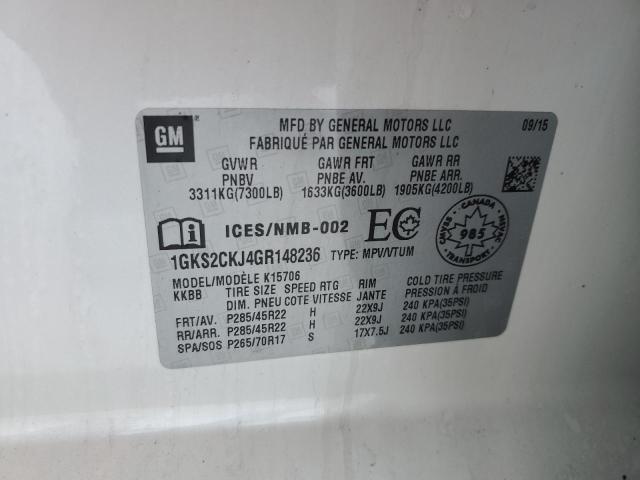 GM
MFD BY GENERAL MOTORS LLC 09/15
FABRIQUÉ PAR GENERAL MOTORS LLC
GVWR GAWR FRT GAWR RR
PNBV PNBE AV. PNBE ARR.
3311KG(7300LB) 1633KG(3600LB) 1905KG(4200LB)
ICES/NMB-002 EC
CANADA
CMVSS 985 NSVAC
TRANSPORT
1GKS2CKJ4GR148236 TYPE: MPV/VTUM
MODEL/MODÈLE K15706
KKBB TIRE SIZE SPEED RTG RIM COLD TIRE PRESSURE
DIM. PNEU COTE VITESSE JANTE PRESSION À FROID
FRT/AV. P285/45R22 H 22X9J 240 KPA(35PSI)
RR/ARR. P285/45R22 H 22X9J 240 KPA(35PSI)
SPA/SOS P265/70R17 S 17X7.5J 240 KPA(35PSI)